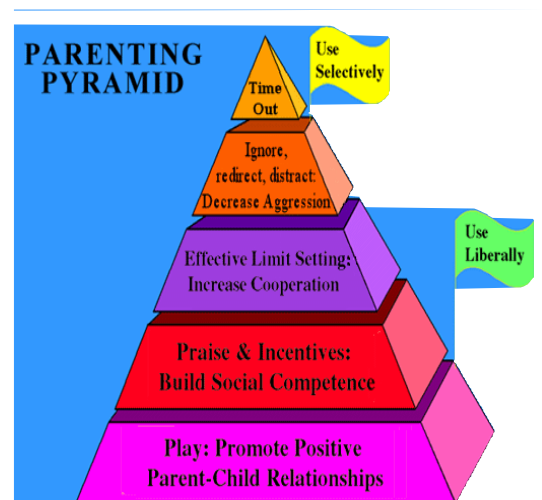 PARENTING
PYRAMID
Use
Selectively
Time
Out
Ignore,
redirect, distract:
Decrease Aggression
Use
Liberally
Effective Limit Setting:
Increase Cooperation
Praise & Incentives:
Build Social Competence
Play: Promote Positive
Parent-Child Relationships